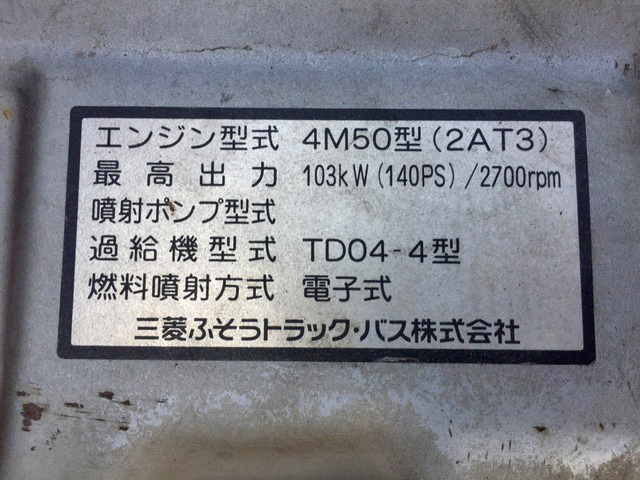 エンジン型式 4M50型(2AT3)
最高出力 103kW(140PS)/2700rpm
噴射ポンプ型式
過給機型式 TD04-4型
燃料噴射方式 電子式
三菱ふそうトラック・バス株式会社